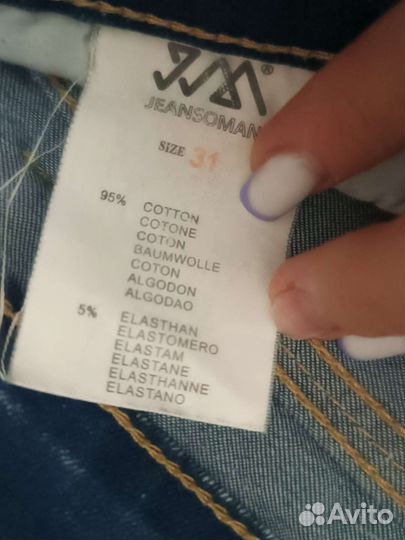 JM®
JEANSOMAN
SIZE 31
95% COTTON
COTONE
COTON
BAUMWOLLE
COTON
ALGODON
ALGODAO
5% ELASTHAN
ELASTOMERO
ELASTAM
ELASTANE
ELASTHANNE
ELASTANO
Avito